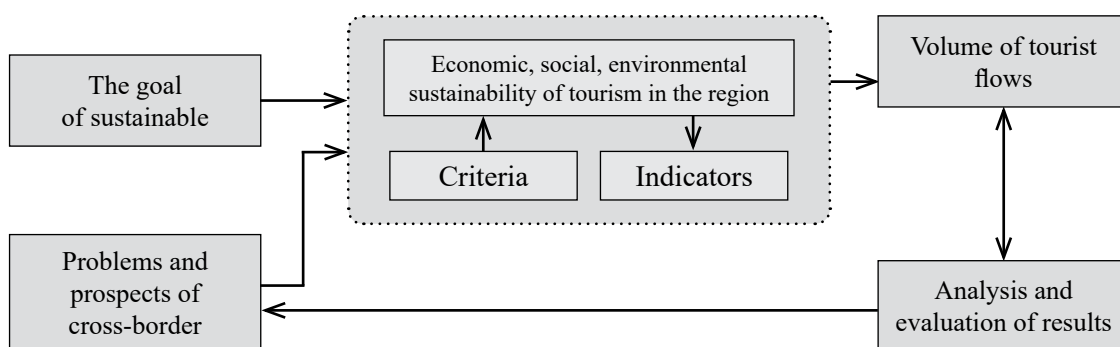 The goal
of sustainable
Economic, social, environmental
sustainability of tourism in the region
Criteria
Indicators
Volume of tourist
flows
Problems and
prospects of
cross-border
Analysis and
evaluation of results